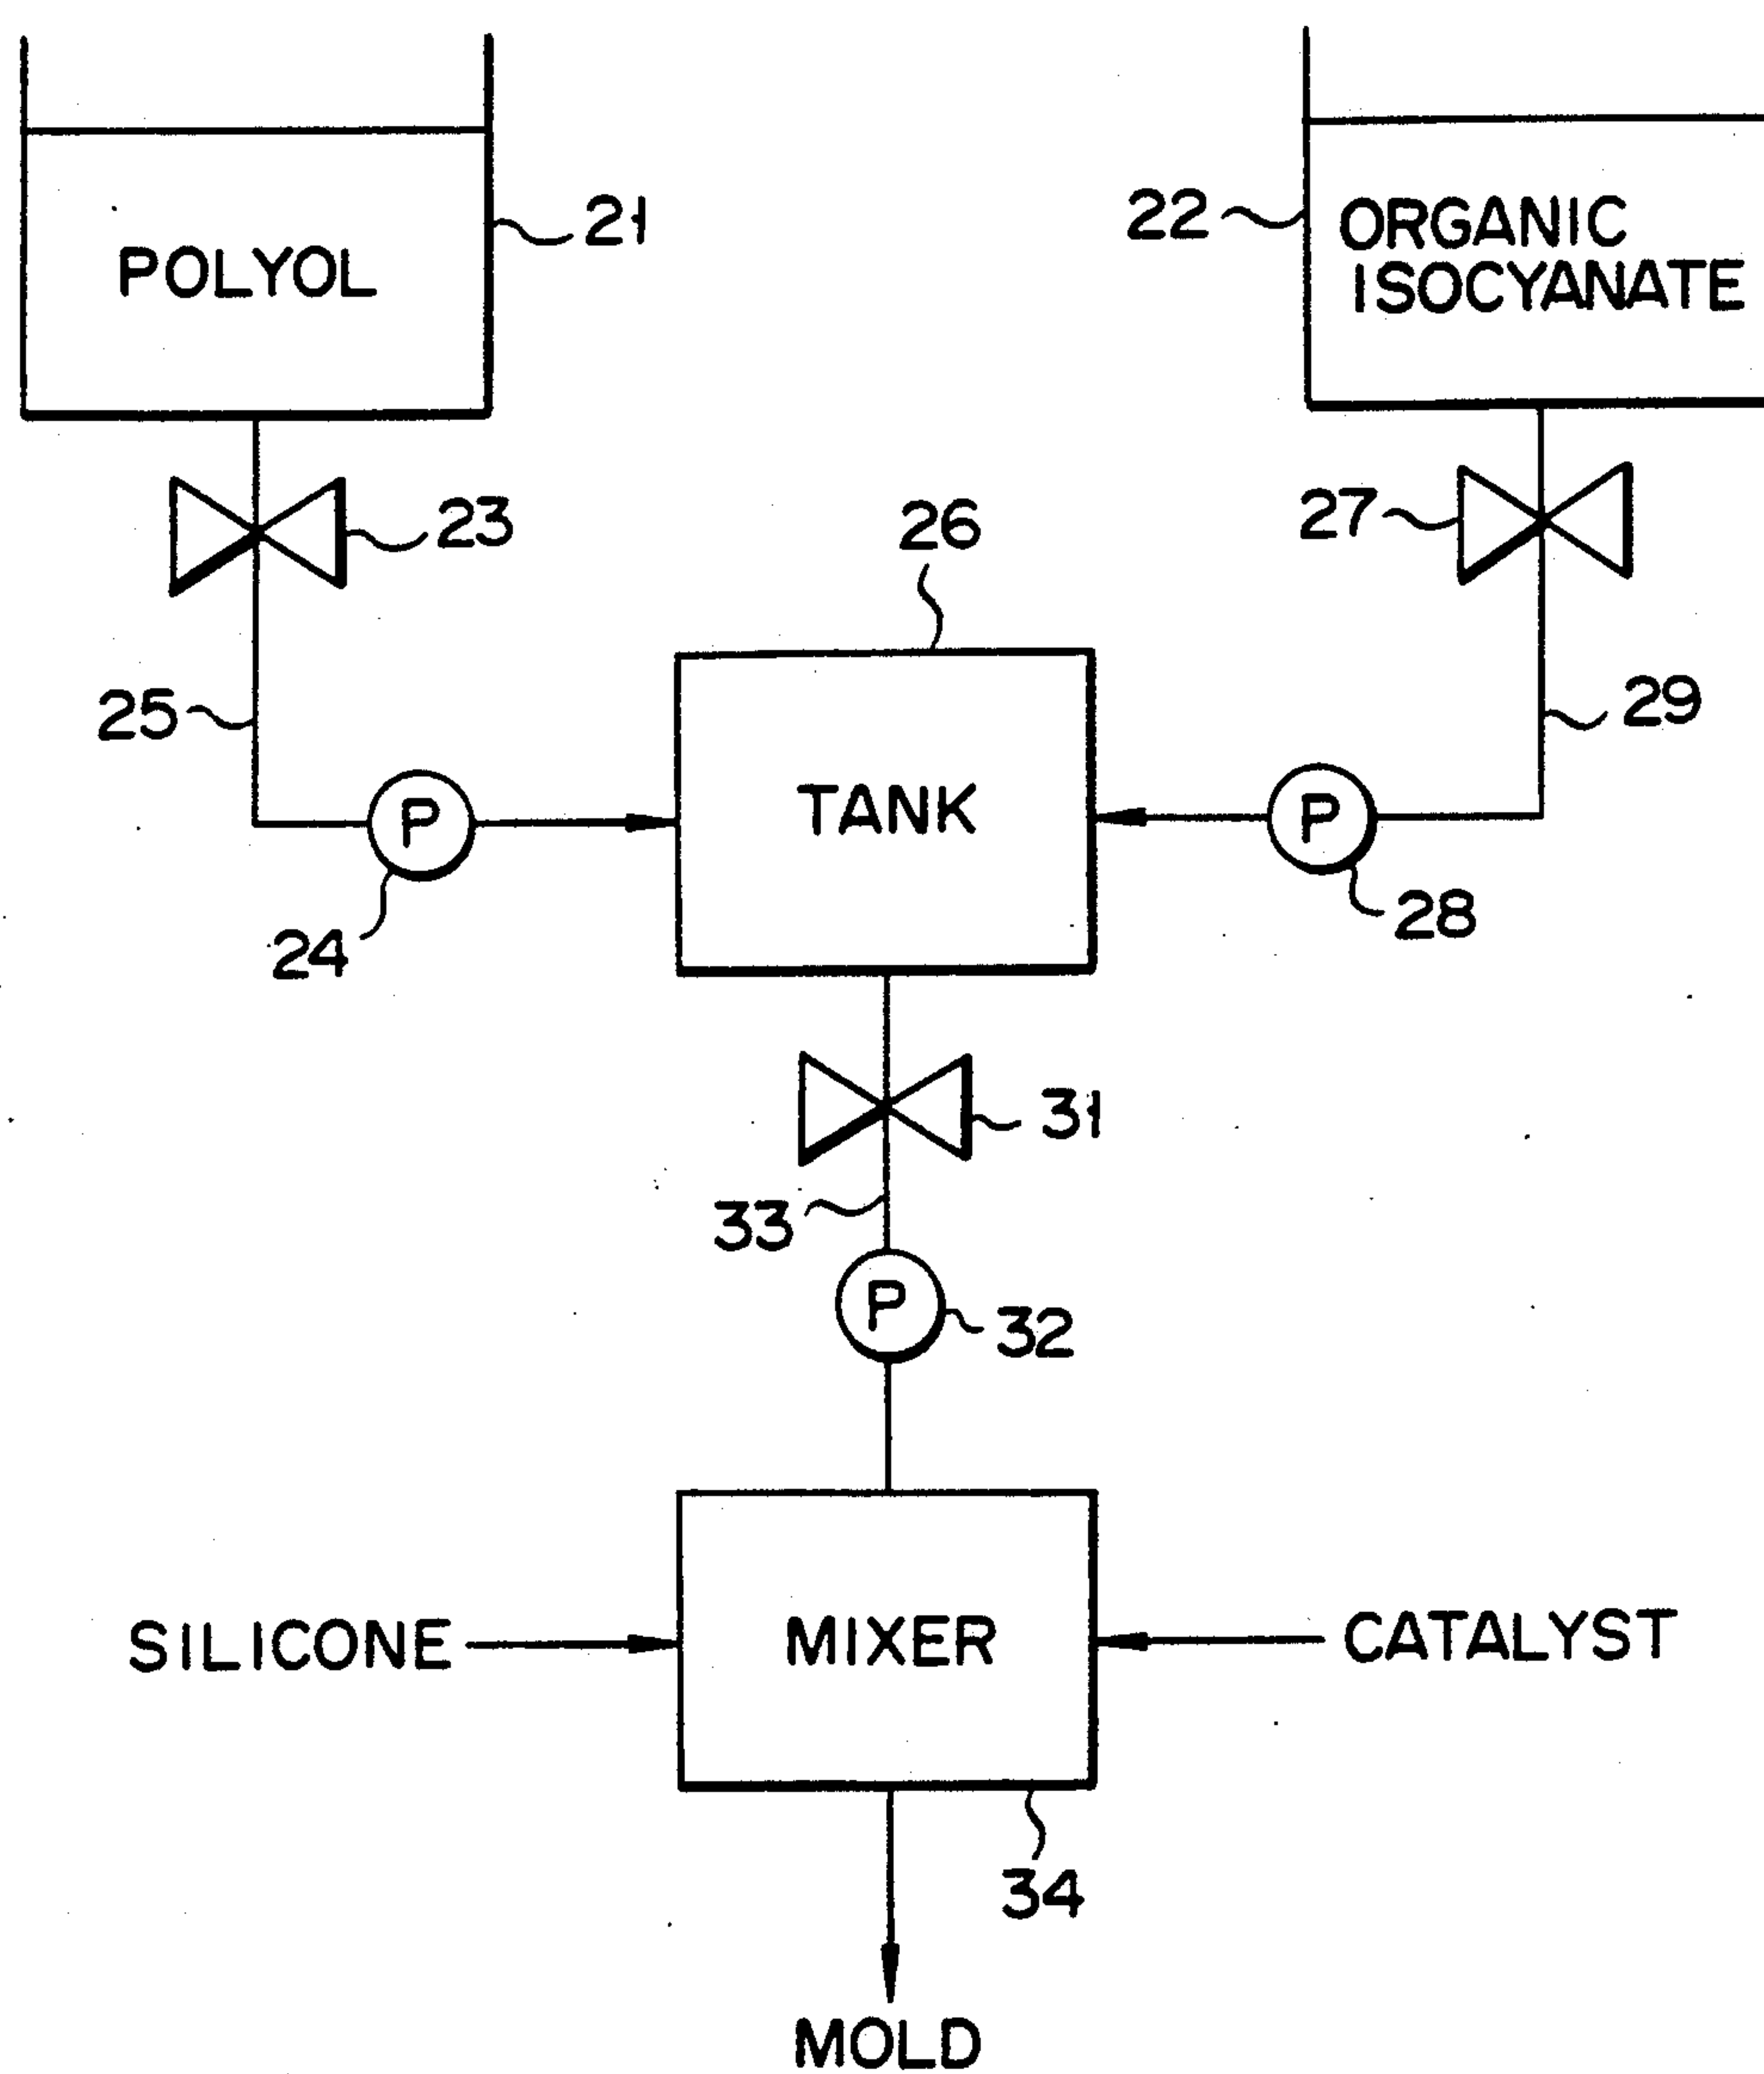 POLYOL
21
22
ORGANIC
ISOCYANATE
23
26
27
25
29
P
TANK
P
24
28
31
33
P
32
SILICONE
MIXER
CATALYST
34
MOLD